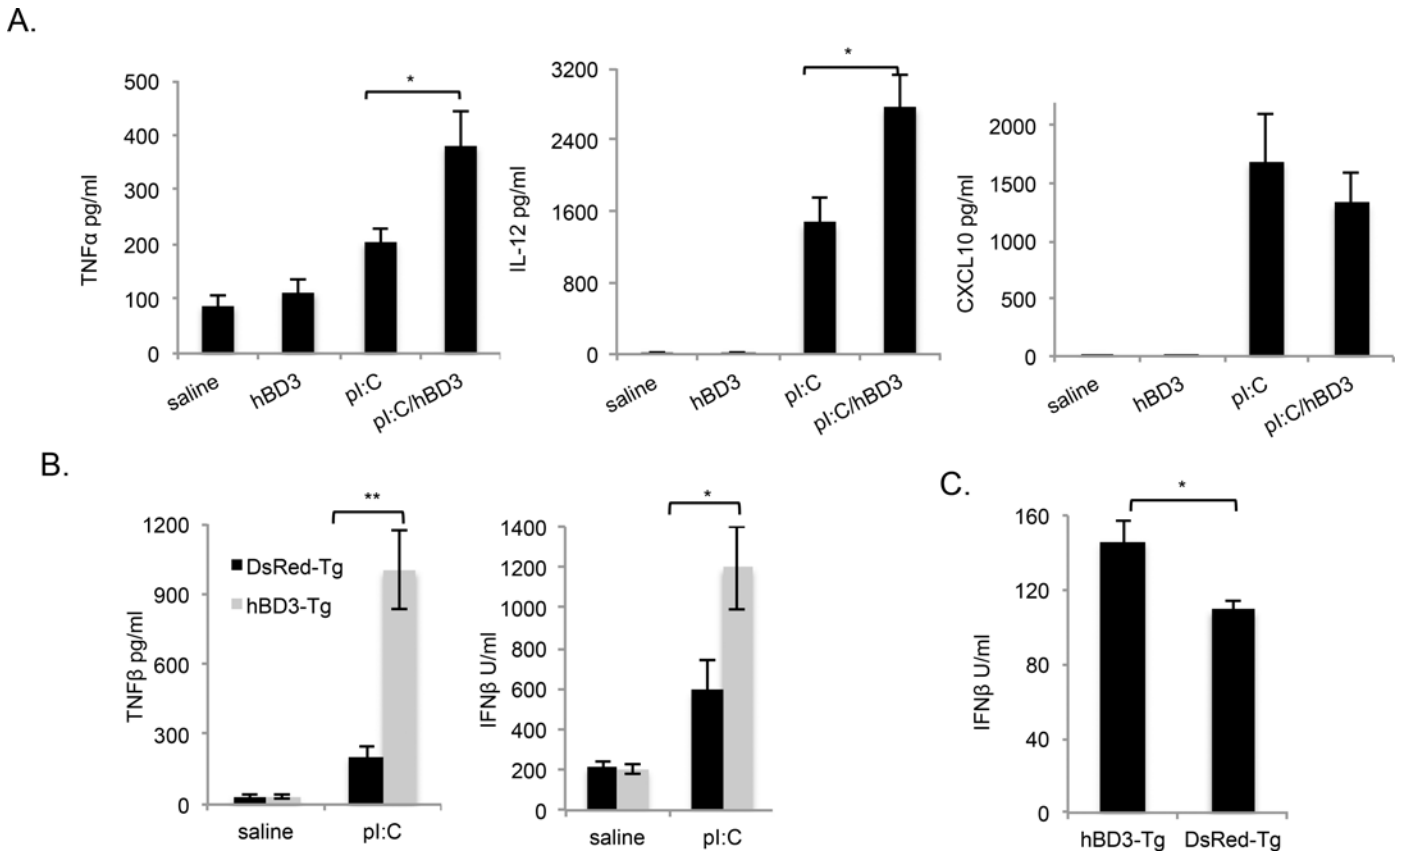 A.
TNFα pg/ml
500
400
300
200
100
0
*
saline
hBD3
pI:C
pI:C/hBD3
IL-12 pg/ml
3200
2400
1600
800
0
*
saline
hBD3
pI:C
pI:C/hBD3
CXCL10 pg/ml
2000
1500
1000
500
0
saline
hBD3
pI:C
pI:C/hBD3
B.
TNFβ pg/ml
1200
900
600
300
0
**
DsRed-Tg
hBD3-Tg
saline
pI:C
IFNβ U/ml
1400
1200
1000
800
600
400
200
0
*
saline
pI:C
C.
IFNβ U/ml
160
120
80
40
0
*
hBD3-Tg
DsRed-Tg